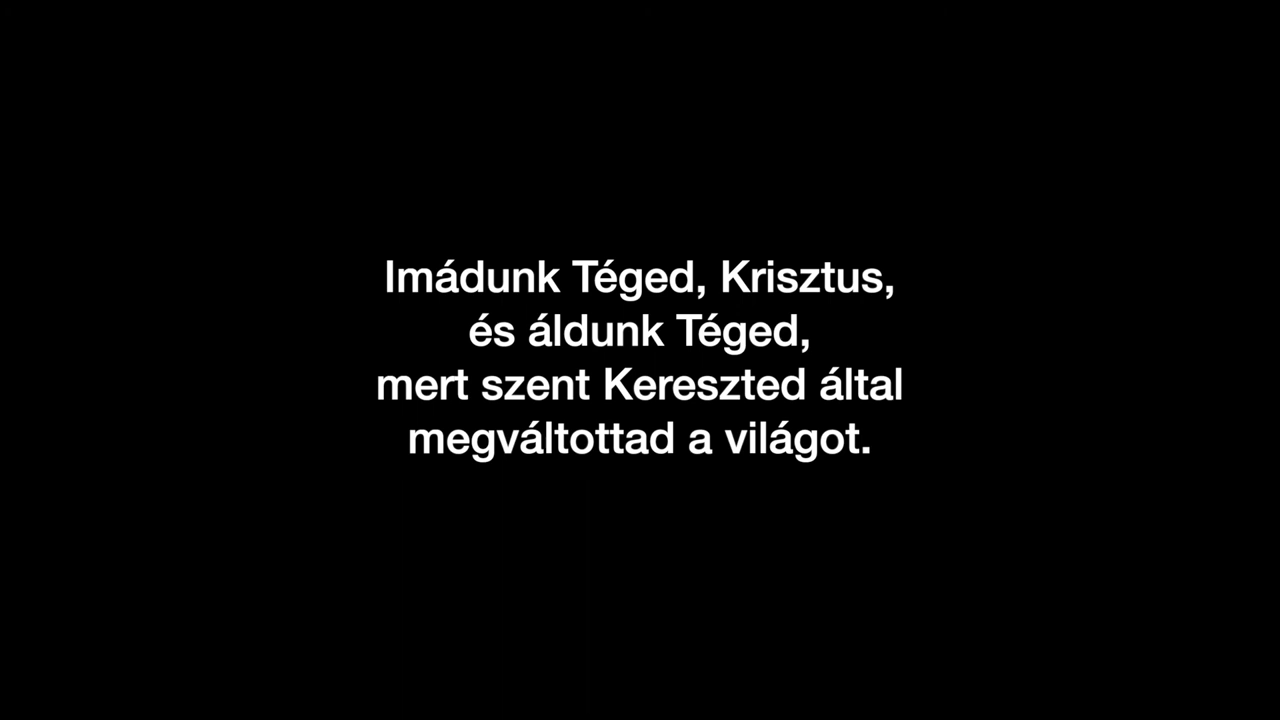 Imádunk Téged, Krisztus,
és áldunk Téged,
mert szent Kereszted által
megváltottad a világot.